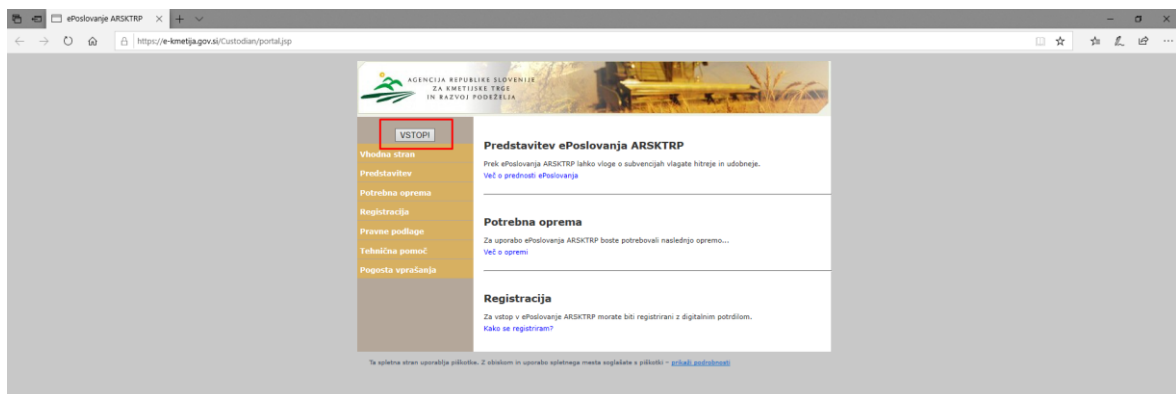 ePoslovanje ARSKTRP
https://e-kmetija.gov.si/Custodian/portal.jsp
AGENCIJA REPUBLIKE SLOVENIJE
ZA KMETIJSKE TRGE
IN RAZVOJ PODEŽELJA
VSTOPI
Vhodna stran
Predstavitev
Potrebna oprema
Registracija
Pravne podlage
Tehnična pomoč
Pogosta vprašanja
Predstavitev ePoslovanja ARSKTRP
Prek ePoslovanja ARSKTRP lahko vloge o subvencijah vlagate hitreje in udobneje.
Več o prednosti ePoslovanja
Potrebna oprema
Za uporabo ePoslovanja ARSKTRP boste potrebovali naslednjo opremo...
Več o opremi
Registracija
Za vstop v ePoslovanje ARSKTRP morate biti registrirani z digitalnim potrdilom.
Kako se registriram?
Ta spletna stran uporablja piškotke. Z obiskom in uporabo spletnega mesta soglašate s piškotki – prikaži podrobnosti